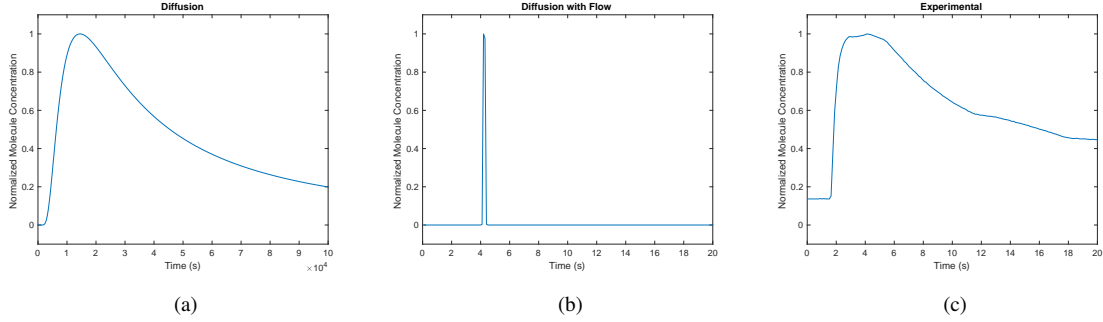 Diffusion
Normalized Molecule Concentration
1
0.8
0.6
0.4
0.2
0
0 1 2 3 4 5 6 7 8 9 10
Time (s)
×10^4
(a)
Diffusion with Flow
Normalized Molecule Concentration
1
0.8
0.6
0.4
0.2
0
0 2 4 6 8 10 12 14 16 18 20
Time (s)
(b)
Experimental
Normalized Molecule Concentration
1
0.8
0.6
0.4
0.2
0
0 2 4 6 8 10 12 14 16 18 20
Time (s)
(c)